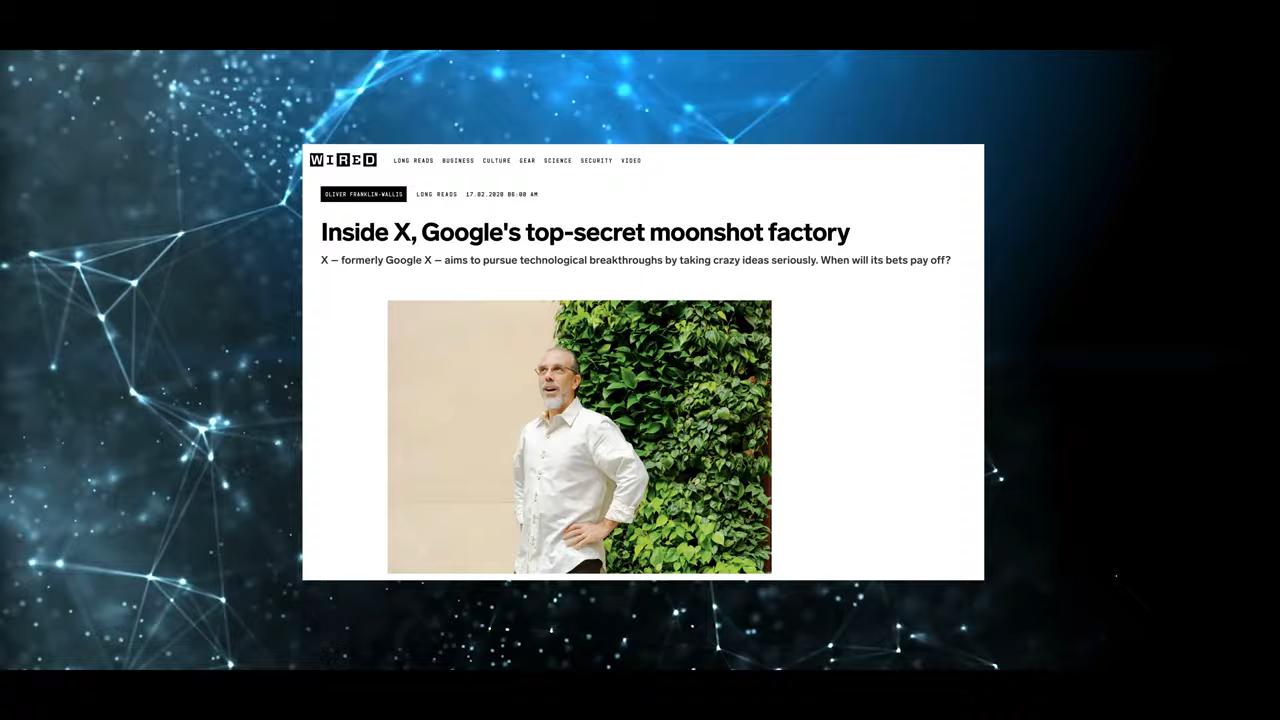 WIRED LONG READS BUSINESS CULTURE GEAR SCIENCE SECURITY VIDEO
OLIVER FRANKLIN-WALLIS LONG READS 17.02.2020 06:00 AM
Inside X, Google's top-secret moonshot factory
X — formerly Google X — aims to pursue technological breakthroughs by taking crazy ideas seriously. When will its bets pay off?